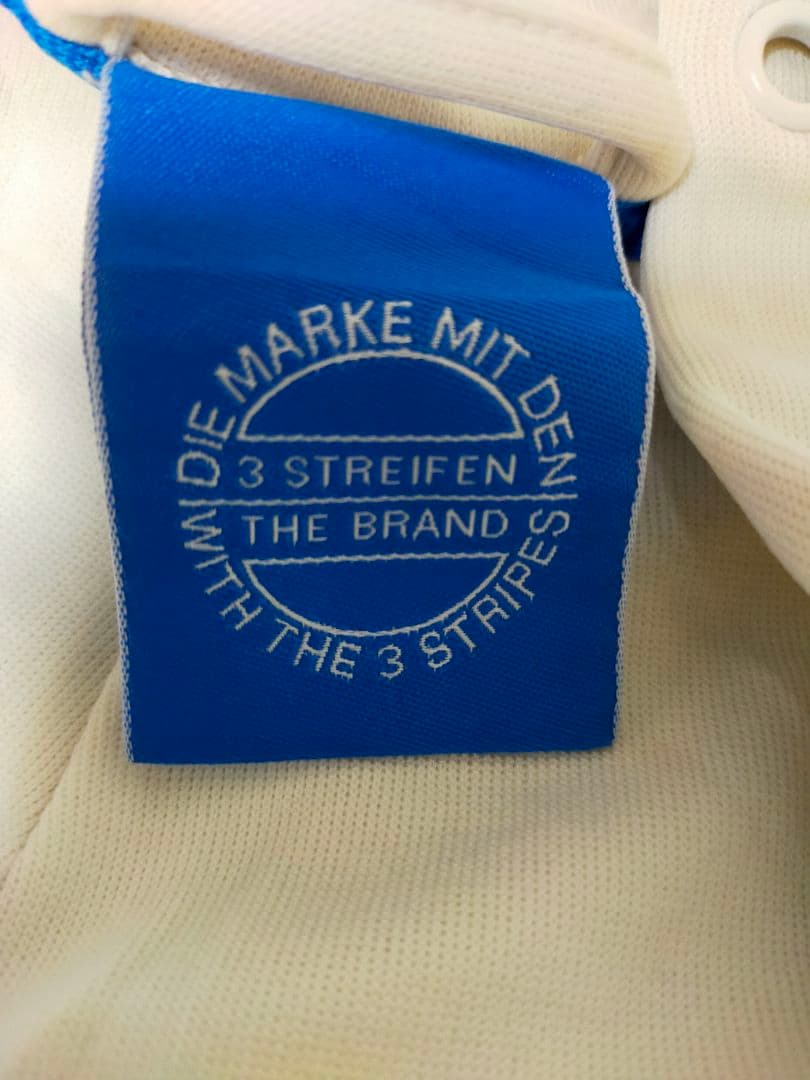 DIE MARKE MIT DEN
3 STREIFEN
THE BRAND
WITH THE 3 STRIPES